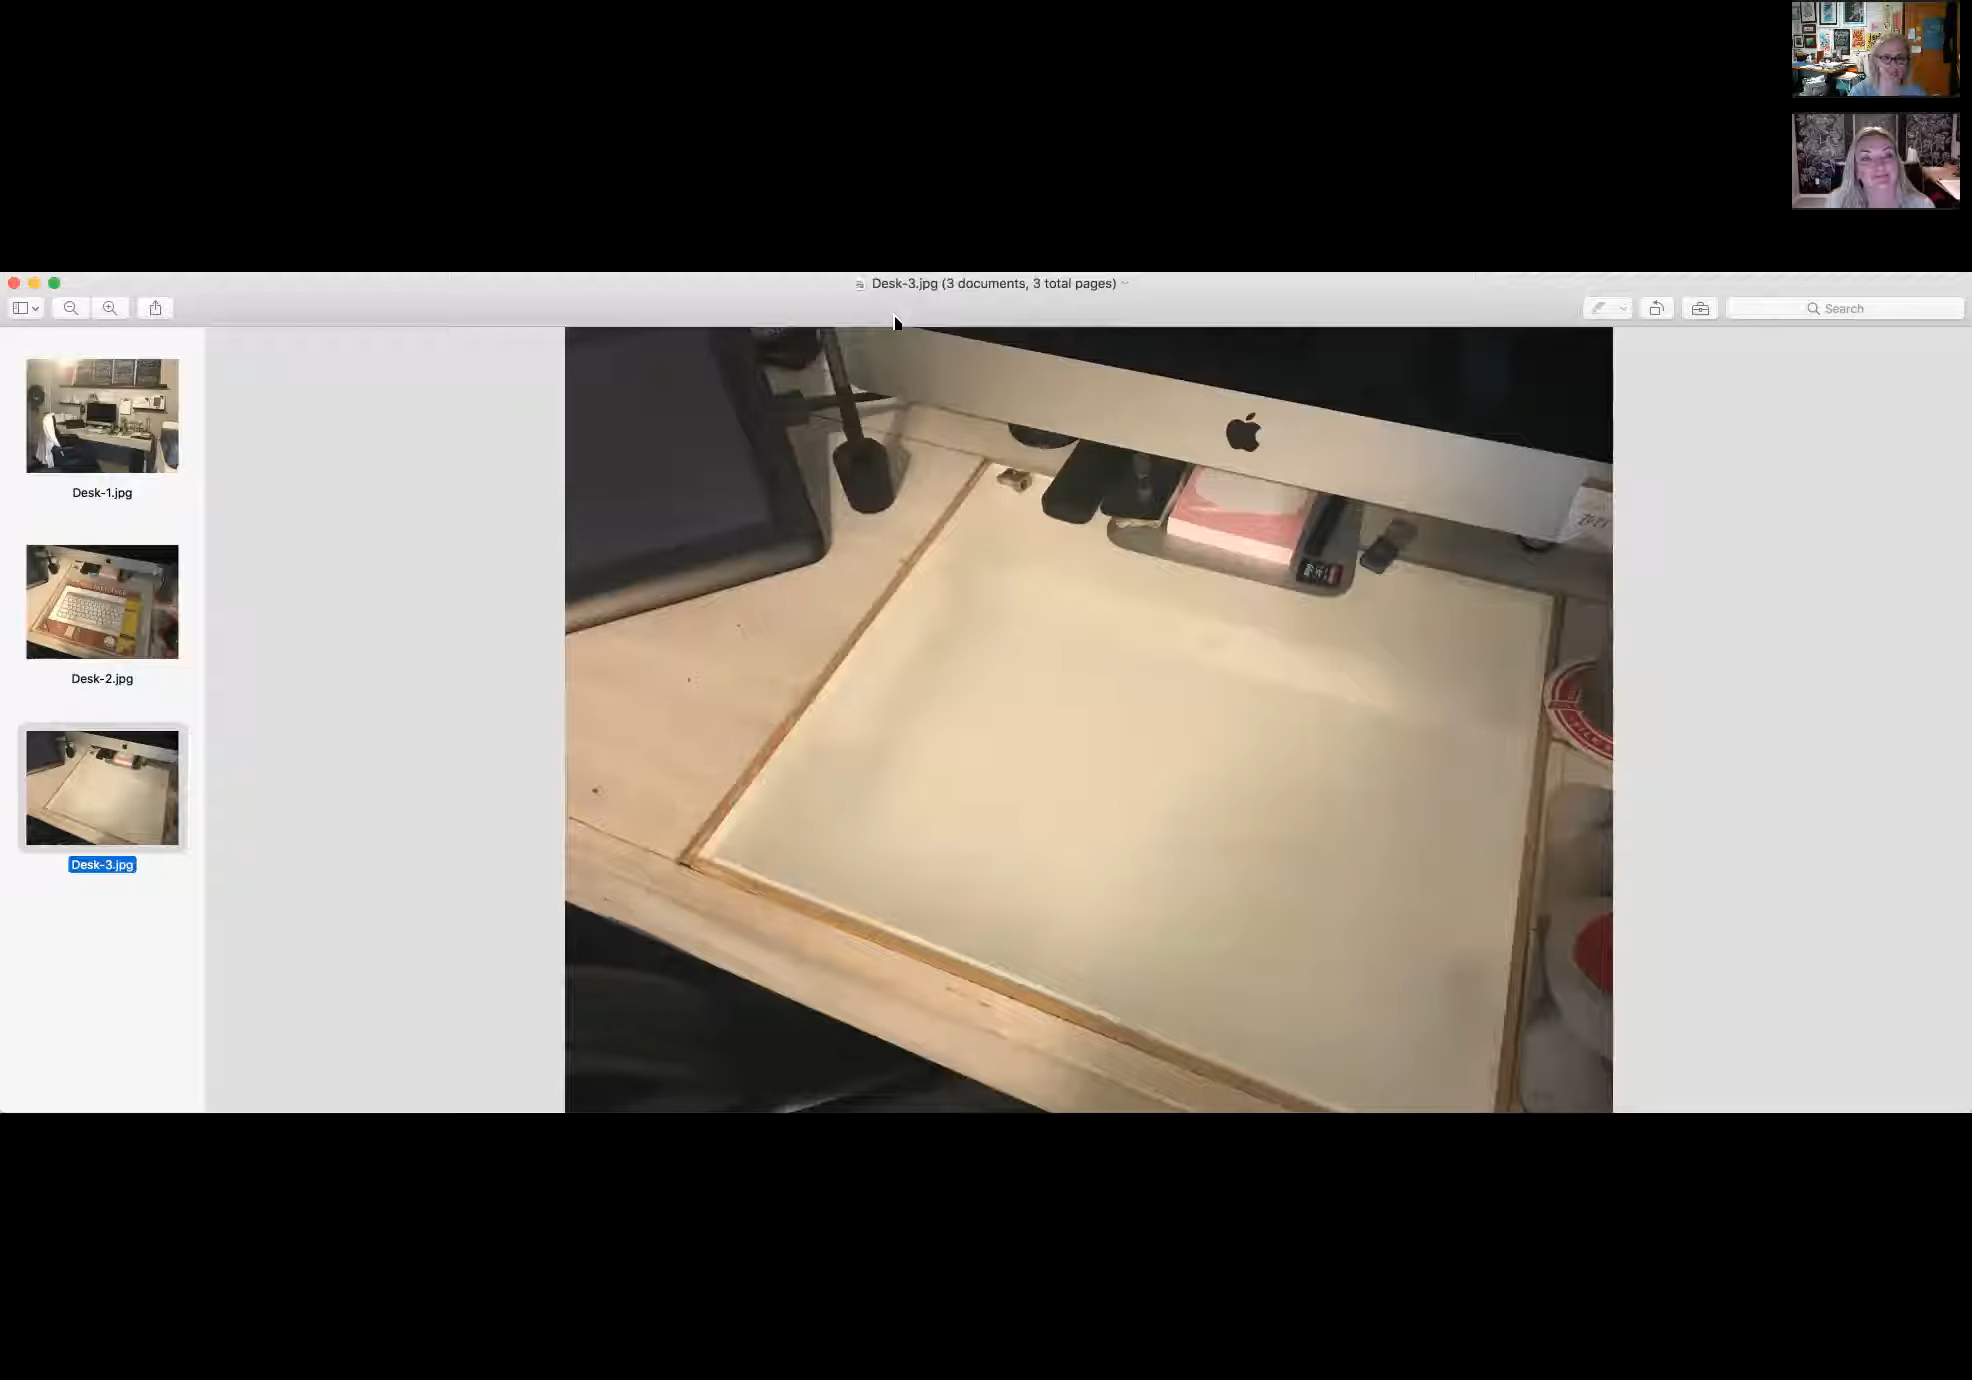 Desk-3.jpg (3 documents, 3 total pages)
Search
Desk-1.jpg
Desk-2.jpg
Desk-3.jpg